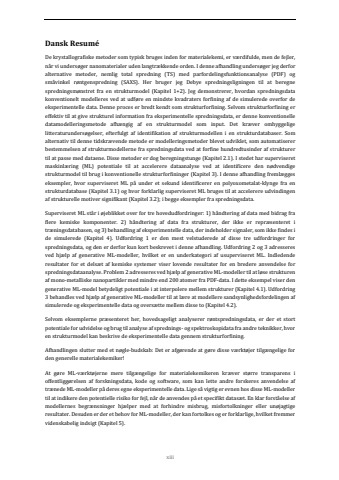 Dansk Resumé
De krystallografiske metoder som typisk bruges inden for materialekemi, er værdifulde, men de fejler,
når vi undersøger nanomaterialer uden langtrækkende orden. I denne afhandling undersøger jeg derfor
alternative metoder, nemlig total spredning (TS) med parfordelingsfunktionsanalyse (PDF) og
småvinkel røntgenspredning (SAXS). Her bruger jeg Debye spredningsligningen til at beregne
spredningsmønstret fra en strukturmodel (Kapitel 1+2). Jeg demonstrerer, hvordan spredningsdata
konventionelt modelleres ved at udføre en mindste kvadraters forfining af de simulerede overfor de
eksperimentelle data. Denne proces er bredt kendt som strukturforfining. Selvom strukturforfining er
effektiv til at give strukturel information fra eksperimentelle spredningsdata, er denne konventionelle
datamodelleringsmetode afhængig af en strukturmodel som input. Det kræver omhyggelige
litteraturundersøgelser, efterfulgt af identifikation af strukturmodellen i en strukturdatabaser. Som
alternativ til denne tidskrævende metode er modelleringsmetoder blevet udviklet, som automatiserer
bestemmelsen af strukturmodellerne fra spredningsdata ved at forfine hundredtusinder af strukturer
til at passe med dataene. Disse metoder er dog beregningstunge (Kapitel 2.1). I stedet har superviseret
maskinlæring (ML) potentiale til at accelerere dataanalyse ved at identificere den nødvendige
strukturmodel til brug i konventionelle strukturforfininger (Kapitel 3). I denne afhandling fremlægges
eksempler, hvor superviseret ML på under et sekund identificerer en polyoxometalat-klynge fra en
strukturdatabase (Kapitel 3.1) og hvor forklarlig superviseret ML bruges til at accelerere udvindingen
af strukturelle motiver signifikant (Kapitel 3.2); i begge eksempler fra spredningsdata.
Superviseret ML står i øjeblikket over for tre hovedudfordringer: 1) håndtering af data med bidrag fra
flere kemiske komponenter. 2) håndtering af data fra strukturer, der ikke er repræsenteret i
træningsdatabasen, og 3) behandling af eksperimentelle data, der indeholder signaler, som ikke findes i
de simulerede (Kapitel 4). Udfordring 1 er den mest velstuderede af disse tre udfordringer for
spredningsdata, og den er derfor kun kort beskrevet i denne afhandling. Udfordring 2 og 3 adresseres
ved hjælp af generative ML-modeller, hvilket er en underkategori af usuperviseret ML. Indledende
resultater for et delsæt af kemiske systemer viser lovende resultater for en bredere anvendelse for
spredningsdataanalyse. Problem 2 adresseres ved hjælp af generative ML-modeller til at løse strukturen
af mono-metalliske nanopartikler med mindre end 200 atomer fra PDF-data. I dette eksempel viser den
generative ML-model betydeligt potentiale i at interpolere mellem strukturer (Kapitel 4.1). Udfordring
3 behandles ved hjælp af generative ML-modeller til at lære at modellere sandsynlighedsfordelingen af
simulerede og eksperimentelle data og oversætte mellem disse to (Kapitel 4.2).
Selvom eksemplerne præsenteret her, hovedsageligt analyserer røntgenspredningsdata, er der et stort
potentiale for udvidelse og brug til analyse af sprednings- og spektroskopidata fra andre teknikker, hvor
en strukturmodel kan beskrive de eksperimentelle data gennem strukturforfining.
Afhandlingen slutter med et nøgle-budskab: Det er afgørende at gøre disse værktøjer tilgængelige for
den generelle materialekemiker!
At gøre ML-værktøjerne mere tilgængelige for materialekemikeren kræver større transparens i
offentliggørelsen af forskningsdata, kode og software, som kan lette andre forskeres anvendelse af
trænede ML-modeller på deres egne eksperimentelle data. Lige så vigtig er evnen hos disse ML-modeller
til at indikere den potentielle risiko for fejl, når de anvendes på et specifikt datasæt. En klar forståelse af
modellernes begrænsninger hjælper med at forhindre misbrug, misfortolkninger eller unøjagtige
resultater. Desuden er der et behov for ML-modeller, der kan fortolkes og er forklarlige, hvilket fremmer
videnskabelig indsigt (Kapitel 5).